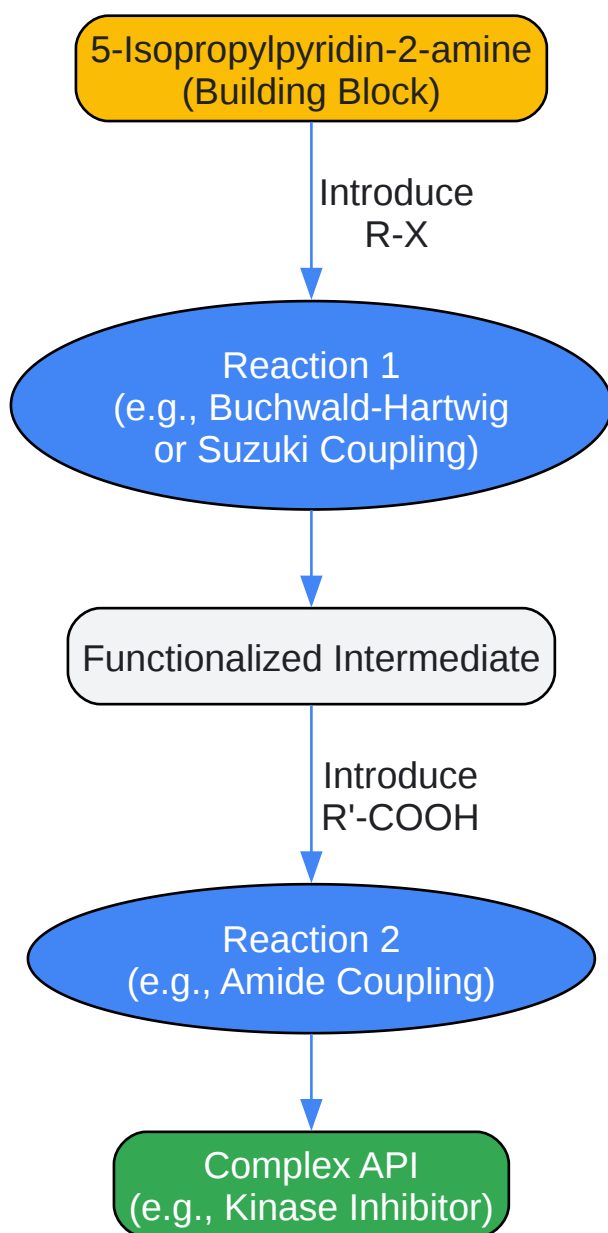 5-Isopropylpyridin-2-amine
(Building Block)
Introduce
R-X
Reaction 1
(e.g., Buchwald-Hartwig
or Suzuki Coupling)
Functionalized Intermediate
Introduce
R'-COOH
Reaction 2
(e.g., Amide Coupling)
Complex API
(e.g., Kinase Inhibitor)